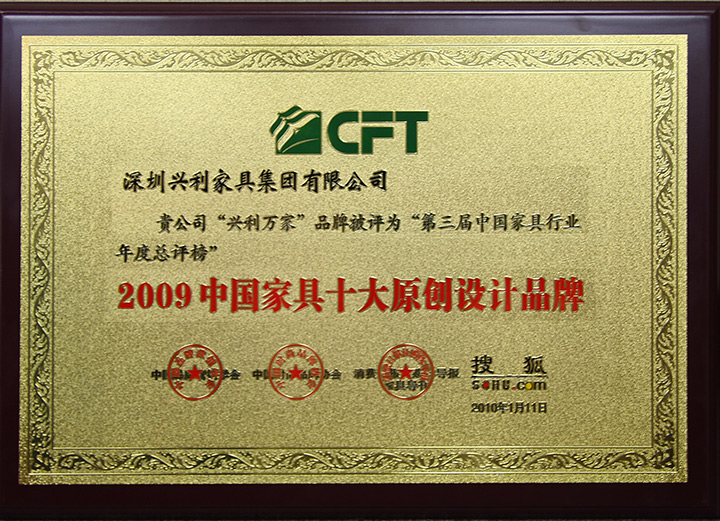 CFT
深圳兴利家具集团有限公司
贵公司“兴利万家”品牌被评为“第三届中国家具行业
年度总评榜”
2009中国家具十大原创设计品牌
搜狐
SOHU.com
2010年1月11日